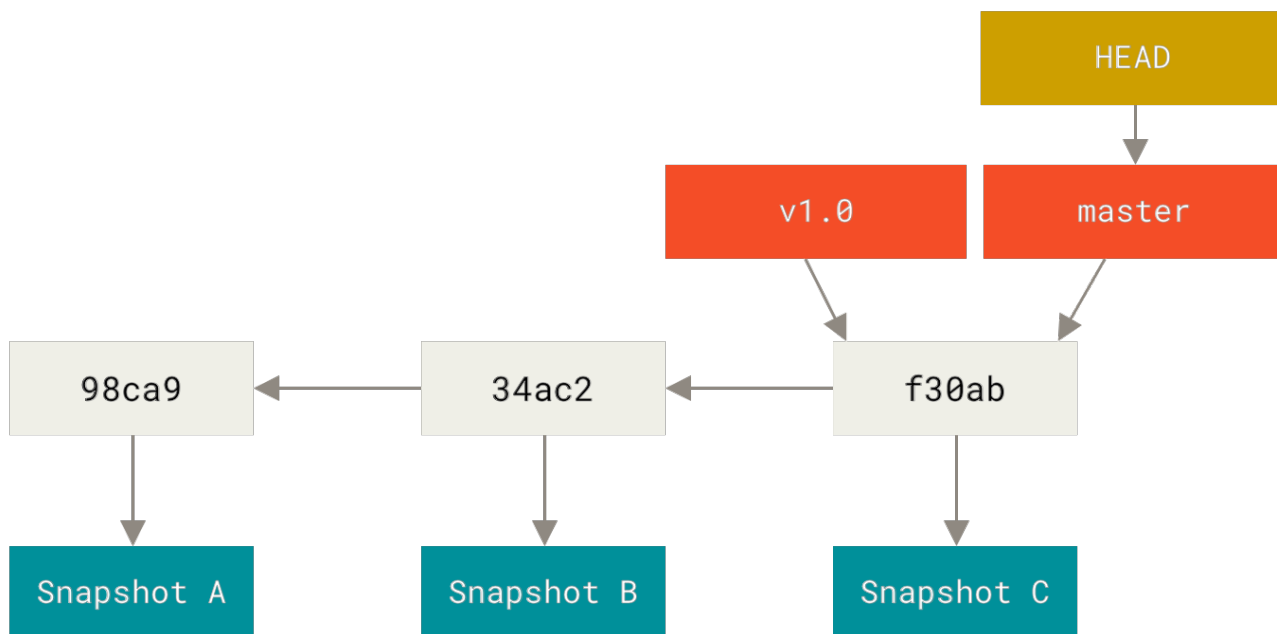 HEAD
v1.0
master
98ca9
34ac2
f30ab
Snapshot A
Snapshot B
Snapshot C